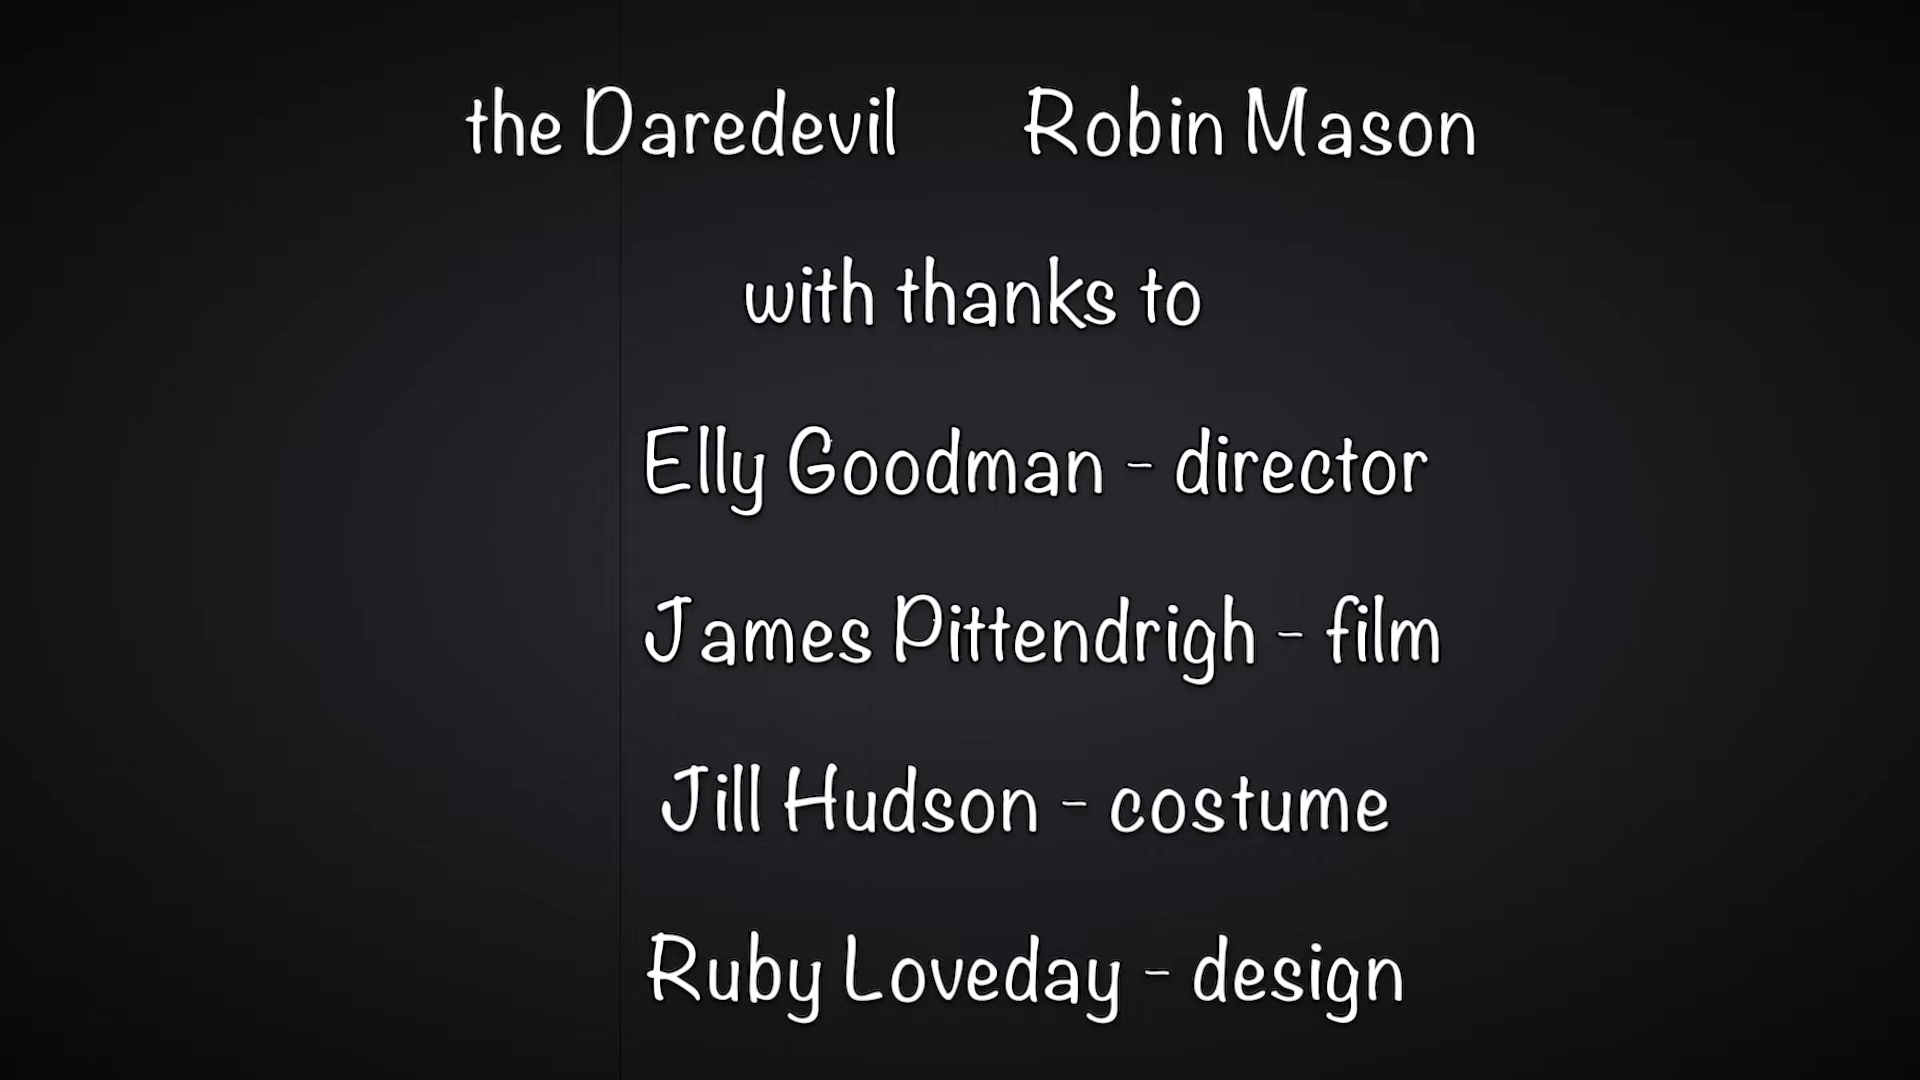 the Daredevil Robin Mason
with thanks to
Elly Goodman - director
James Pittendrigh - film
Jill Hudson - costume
Ruby Loveday - design